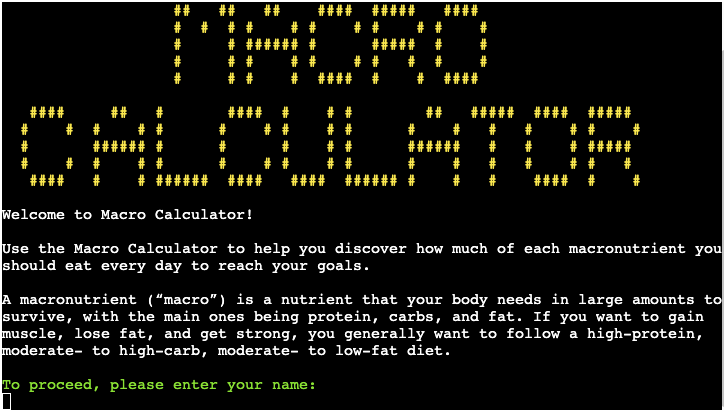 MACRO
CALCULATOR
Welcome to Macro Calculator!
Use the Macro Calculator to help you discover how much of each macronutrient you
should eat every day to reach your goals.
A macronutrient (“macro”) is a nutrient that your body needs in large amounts to
survive, with the main ones being protein, carbs, and fat. If you want to gain
muscle, lose fat, and get strong, you generally want to follow a high-protein,
moderate- to high-carb, moderate- to low-fat diet.
To proceed, please enter your name: